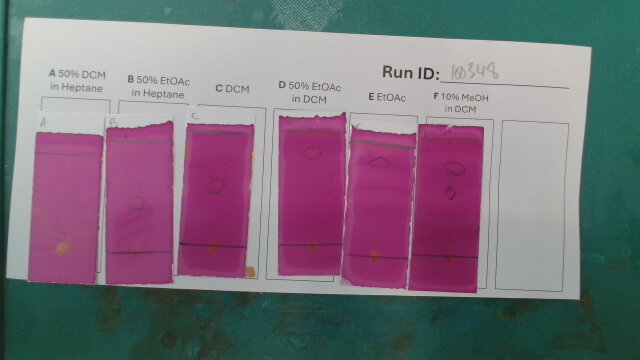 Run ID: 100348
A 50% DCM
in Heptane
B 50% EtOAc
in Heptane
C DCM
D 50% EtOAc
in DCM
E EtOAc
F 10% MeOH
in DCM
A
B
C